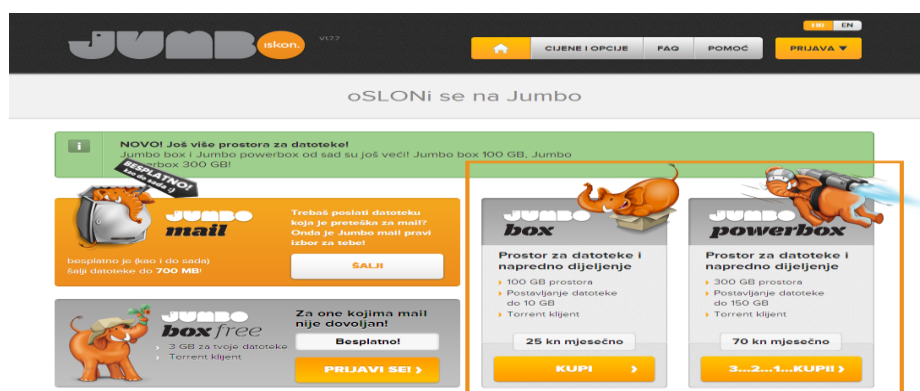 JUMBO iskon. V1.7.7
HR EN
CIJENE I OPCIJE FAQ POMOĆ PRIJAVA
oSLONi se na Jumbo
i
NOVO! Još više prostora za datoteke!
Jumbo box i Jumbo powerbox od sad su još veći! Jumbo box 100 GB, Jumbo
powerbox 300 GB!
BESPLATNO!
kao do sada :)
JUMBO
mail
besplatno je (kao i do sada)
šalji datoteke do 700 MB!
Trebaš poslati datoteku
koja je preteška za mail?
Onda je Jumbo mail pravi
izbor za tebe!
ŠALJI
JUMBO
box free
3 GB za tvoje datoteke
Torrent klijent
Za one kojima mail
nije dovoljan!
Besplatno!
PRIJAVI SE!
JUMBO
box
Prostor za datoteke i
napredno dijeljenje
100 GB prostora
Postavljanje datoteke
do 10 GB
Torrent klijent
25 kn mjesečno
KUPI
JUMBO
powerbox
Prostor za datoteke i
napredno dijeljenje
300 GB prostora
Postavljanje datoteke
do 150 GB
Torrent klijent
70 kn mjesečno
3...2...1...KUPI!